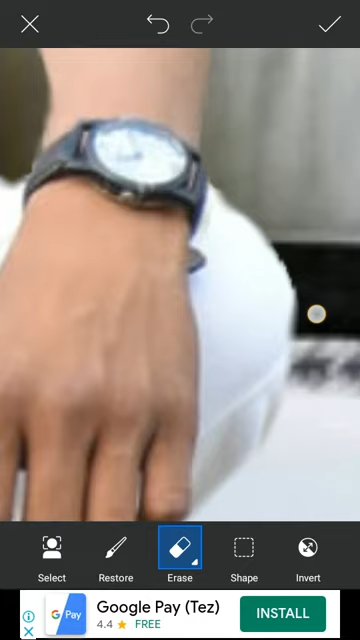 Select Restore Erase Shape Invert
G Pay
Google Pay (Tez)
4.4 ★ FREE
INSTALL